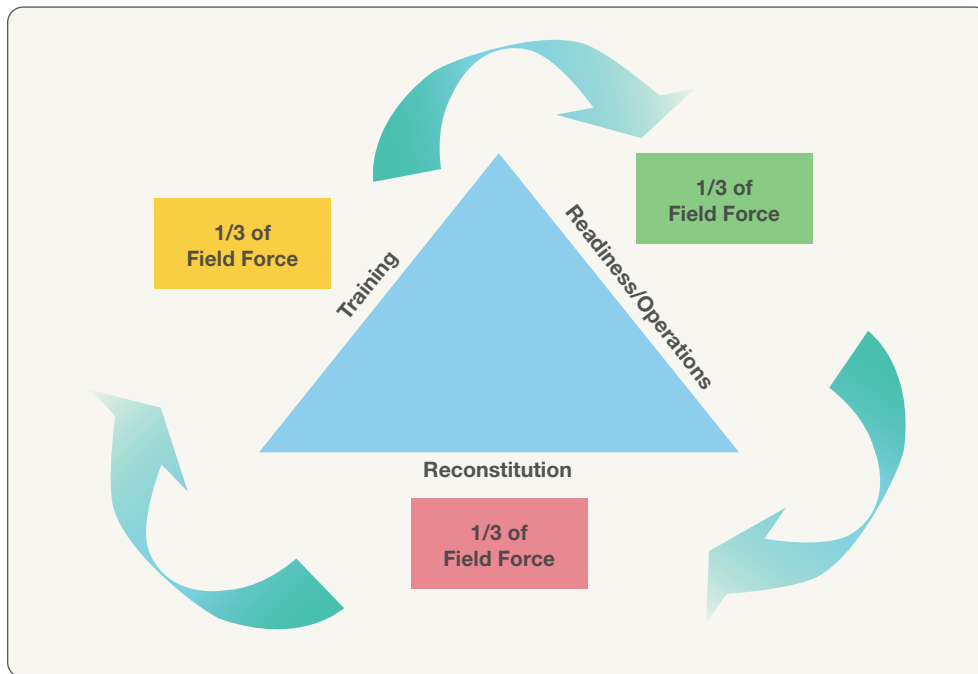 1/3 of
Field Force
Training
Readiness/Operations
1/3 of
Field Force
Reconstitution
1/3 of
Field Force